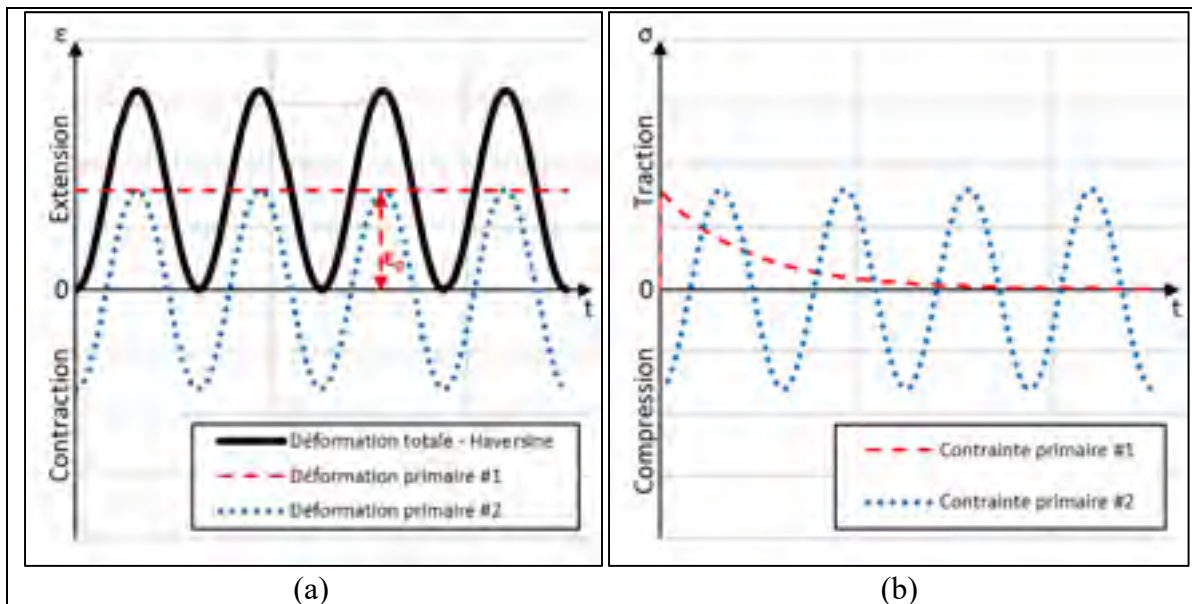 ε
Extension
ε₀
0
t
Contraction
Déformation totale - Haversine
Déformation primaire #1
Déformation primaire #2
(a)
σ
Traction
0
t
Compression
Contrainte primaire #1
Contrainte primaire #2
(b)